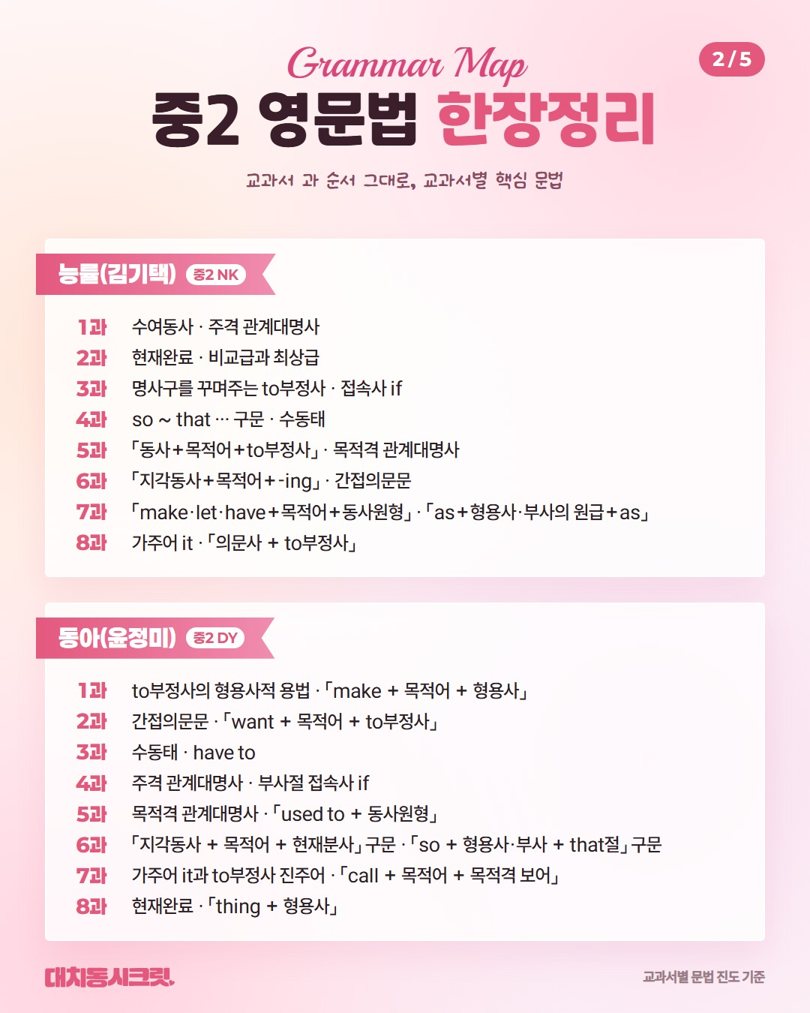 Grammar Map
2/5
중2 영문법 한장정리
교과서 과 순서 그대로, 교과서별 핵심 문법
능률(김기택) 중2 NK
1과 수여동사 · 주격 관계대명사
2과 현재완료 · 비교급과 최상급
3과 명사구를 꾸며주는 to부정사 · 접속사 if
4과 so ~ that ··· 구문 · 수동태
5과 「동사+목적어+to부정사」 · 목적격 관계대명사
6과 「지각동사+목적어+-ing」 · 간접의문문
7과 「make·let·have+목적어+동사원형」 · 「as+형용사·부사의 원급+as」
8과 가주어 it · 「의문사 + to부정사」
동아(윤정미) 중2 DY
1과 to부정사의 형용사적 용법 · 「make + 목적어 + 형용사」
2과 간접의문문 · 「want + 목적어 + to부정사」
3과 수동태 · have to
4과 주격 관계대명사 · 부사절 접속사 if
5과 목적격 관계대명사 · 「used to + 동사원형」
6과 「지각동사 + 목적어 + 현재분사」 구문 · 「so + 형용사·부사 + that절」 구문
7과 가주어 it과 to부정사 진주어 · 「call + 목적어 + 목적격 보어」
8과 현재완료 · 「thing + 형용사」
대치동시크릿
교과서별 문법 진도 기준